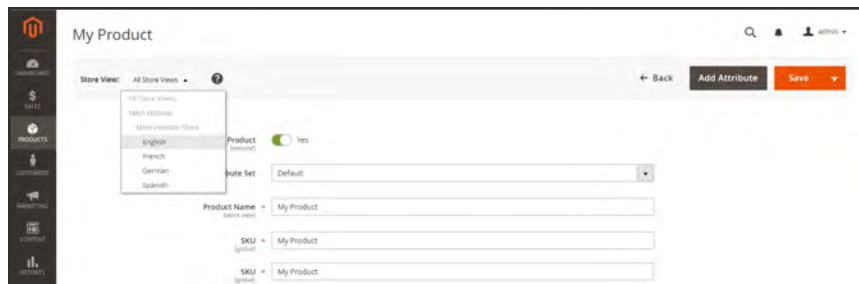 My Product
admin
DASHBOARD
Store View: All Store Views
Back
Add Attribute
Save
SALES
All Store Views
Main Website
Main Website Store
PRODUCTS
English
Product
Yes
[website]
French
German
bute Set
Default
CUSTOMERS
Spanish
MARKETING
Product Name * My Product
[store view]
CONTENT
SKU * My Product
[global]
REPORTS
SKU * My Product
[global]